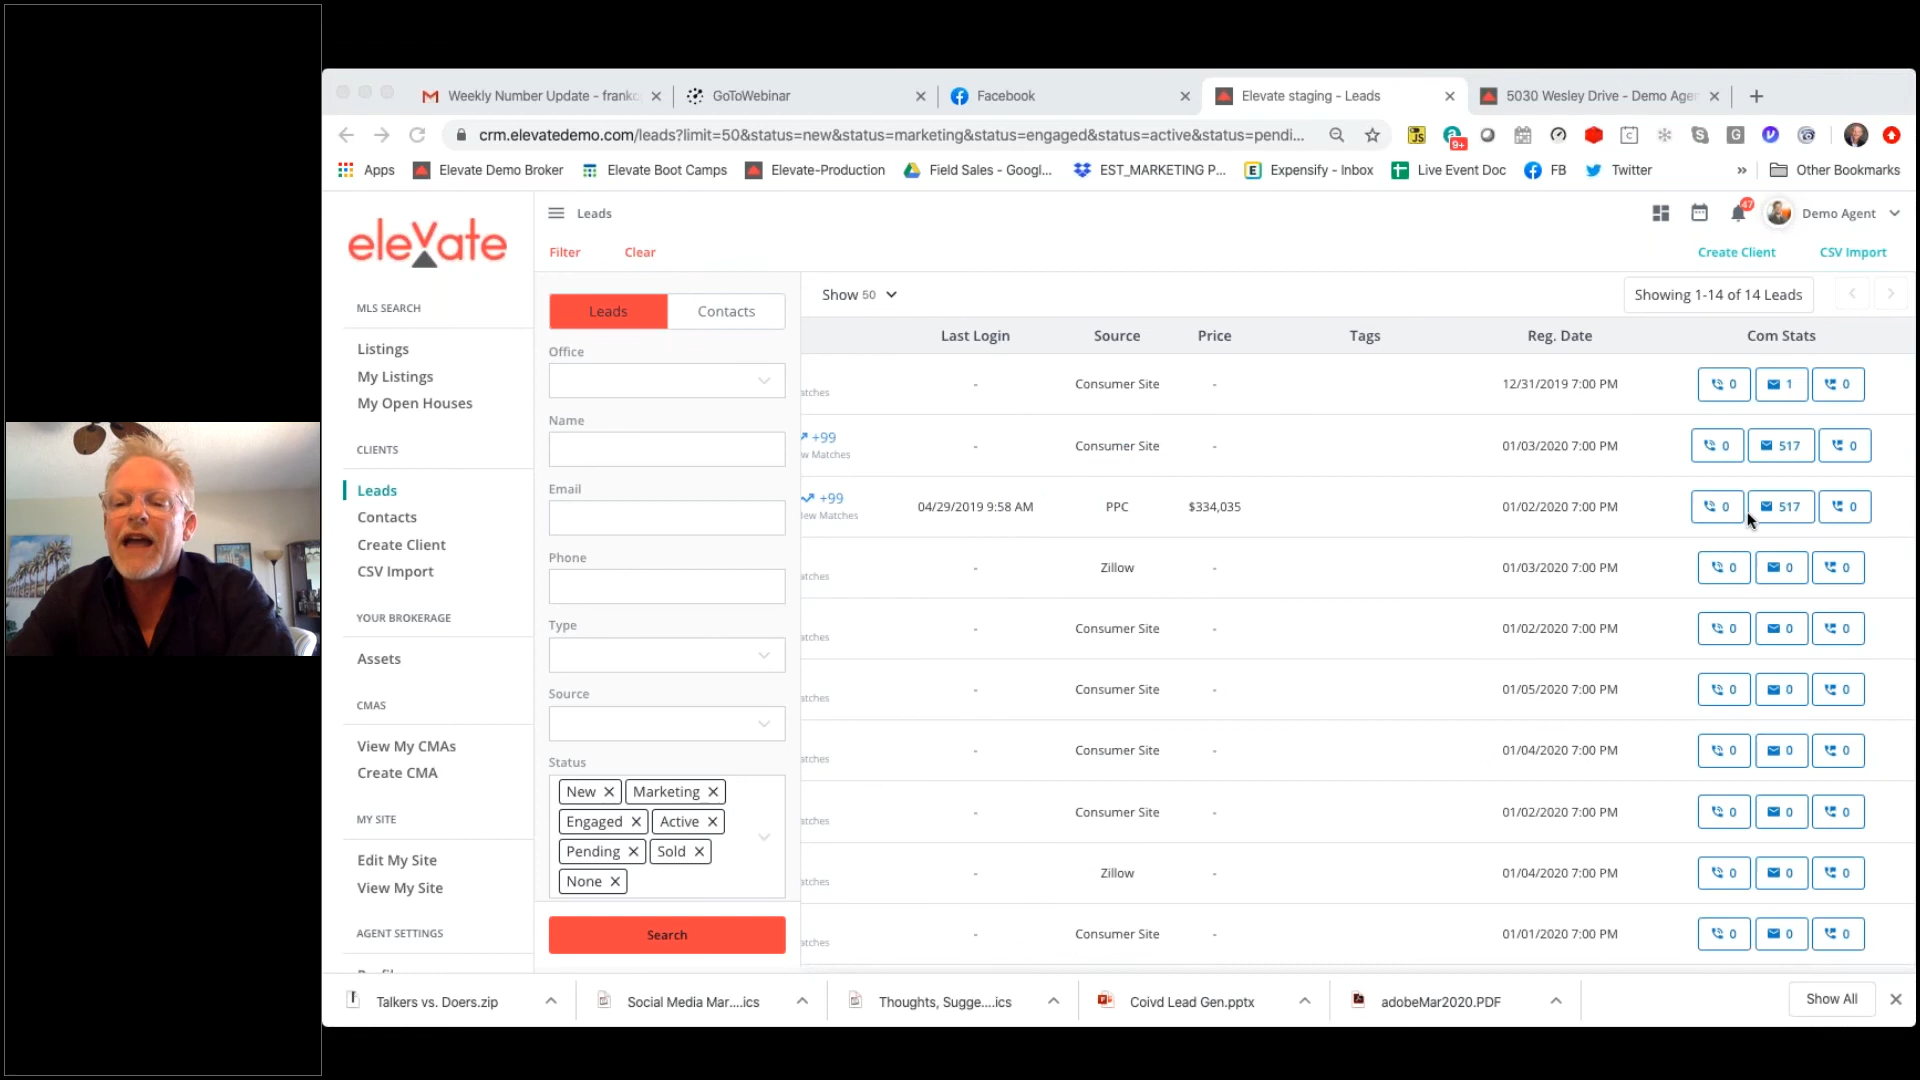 Weekly Number Update - frankc
GoToWebinar
Facebook
Elevate staging - Leads
5030 Wesley Drive - Demo Agen
crm.elevatedemo.com/leads?limit=50&status=new&status=marketing&status=engaged&status=active&status=pendi...
9+
Apps
Elevate Demo Broker
Elevate Boot Camps
Elevate-Production
Field Sales - Googl...
EST_MARKETING P...
Expensify - Inbox
Live Event Doc
FB
Twitter
»
Other Bookmarks
elevate
Leads
47
Demo Agent
Filter
Clear
Create Client
CSV Import
MLS SEARCH
Listings
My Listings
My Open Houses
CLIENTS
Leads
Contacts
Create Client
CSV Import
YOUR BROKERAGE
Assets
CMAS
View My CMAs
Create CMA
MY SITE
Edit My Site
View My Site
AGENT SETTINGS
Leads
Contacts
Office
Name
Email
Phone
Type
Source
Status
New ✕ Marketing ✕
Engaged ✕ Active ✕
Pending ✕ Sold ✕
None ✕
Search
Show 50
Showing 1-14 of 14 Leads
Last Login Source Price Tags Reg. Date Com Stats
atches - Consumer Site - 12/31/2019 7:00 PM 0 1 0
+99
w Matches - Consumer Site - 01/03/2020 7:00 PM 0 517 0
+99
ew Matches 04/29/2019 9:58 AM PPC $334,035 01/02/2020 7:00 PM 0 517 0
atches - Zillow - 01/03/2020 7:00 PM 0 0 0
atches - Consumer Site - 01/02/2020 7:00 PM 0 0 0
atches - Consumer Site - 01/05/2020 7:00 PM 0 0 0
atches - Consumer Site - 01/04/2020 7:00 PM 0 0 0
atches - Consumer Site - 01/02/2020 7:00 PM 0 0 0
atches - Zillow - 01/04/2020 7:00 PM 0 0 0
atches - Consumer Site - 01/01/2020 7:00 PM 0 0 0
Talkers vs. Doers.zip
Social Media Mar....ics
Thoughts, Sugge....ics
Coivd Lead Gen.pptx
adobeMar2020.PDF
Show All